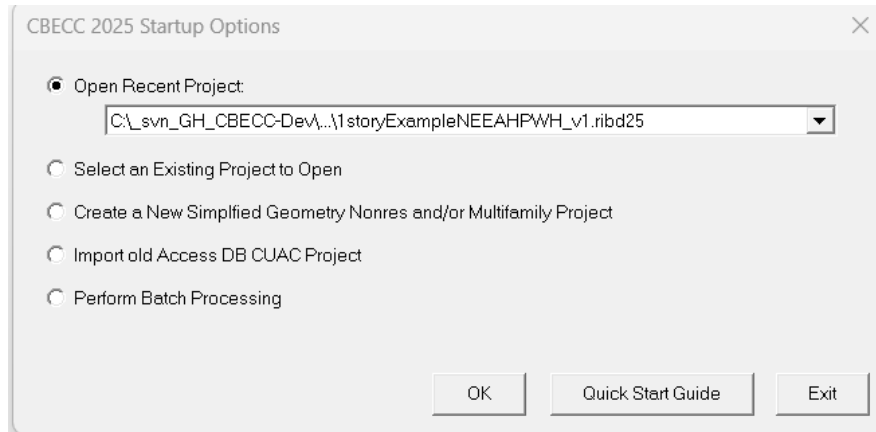 CBECC 2025 Startup Options
Open Recent Project:
C:\_svn_GH_CBECC-Dev\,...\1storyExampleNEEAHPWH_v1.ribd25
Select an Existing Project to Open
Create a New Simplfied Geometry Nonres and/or Multifamily Project
Import old Access DB CUAC Project
Perform Batch Processing
OK
Quick Start Guide
Exit